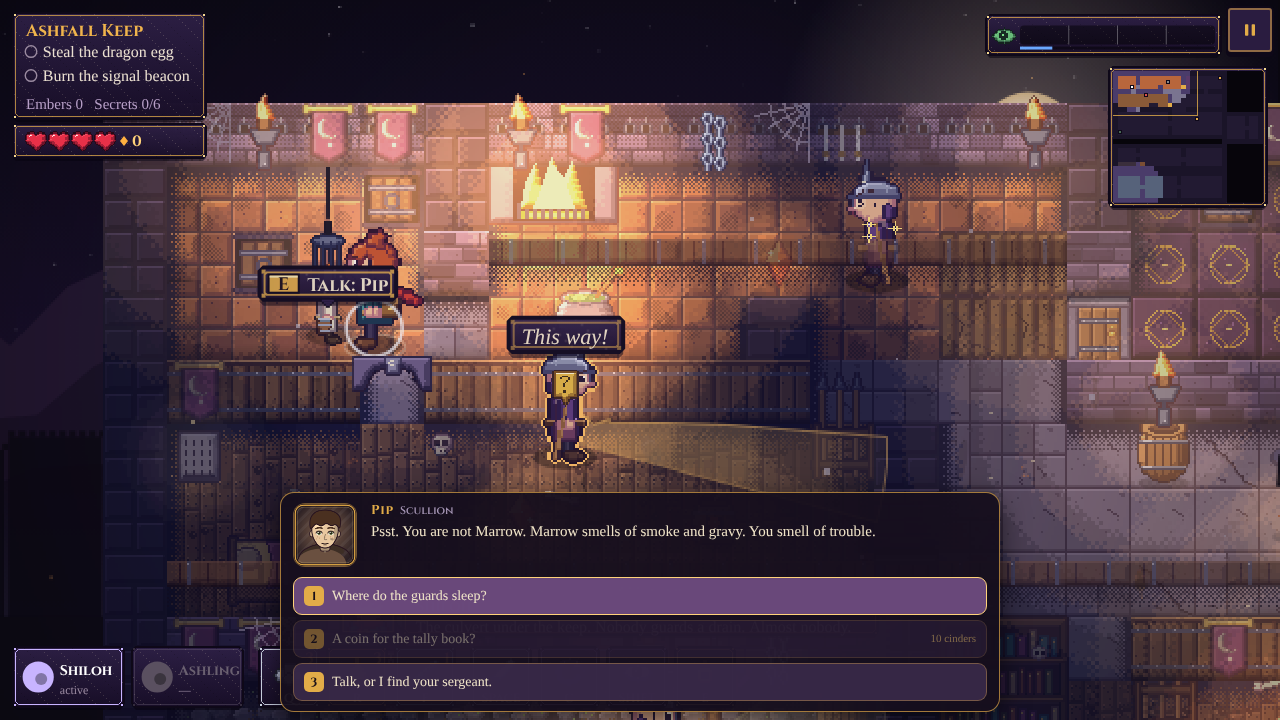 Ashfall Keep
Steal the dragon egg
Burn the signal beacon
Embers 0 Secrets 0/6
0
E Talk: Pip
This way!
?
Pip Scullion
Psst. You are not Marrow. Marrow smells of smoke and gravy. You smell of trouble.
1 Where do the guards sleep?
2 A coin for the tally book? 10 cinders
3 Talk, or I find your sergeant.
Shiloh
active
Ashling
—